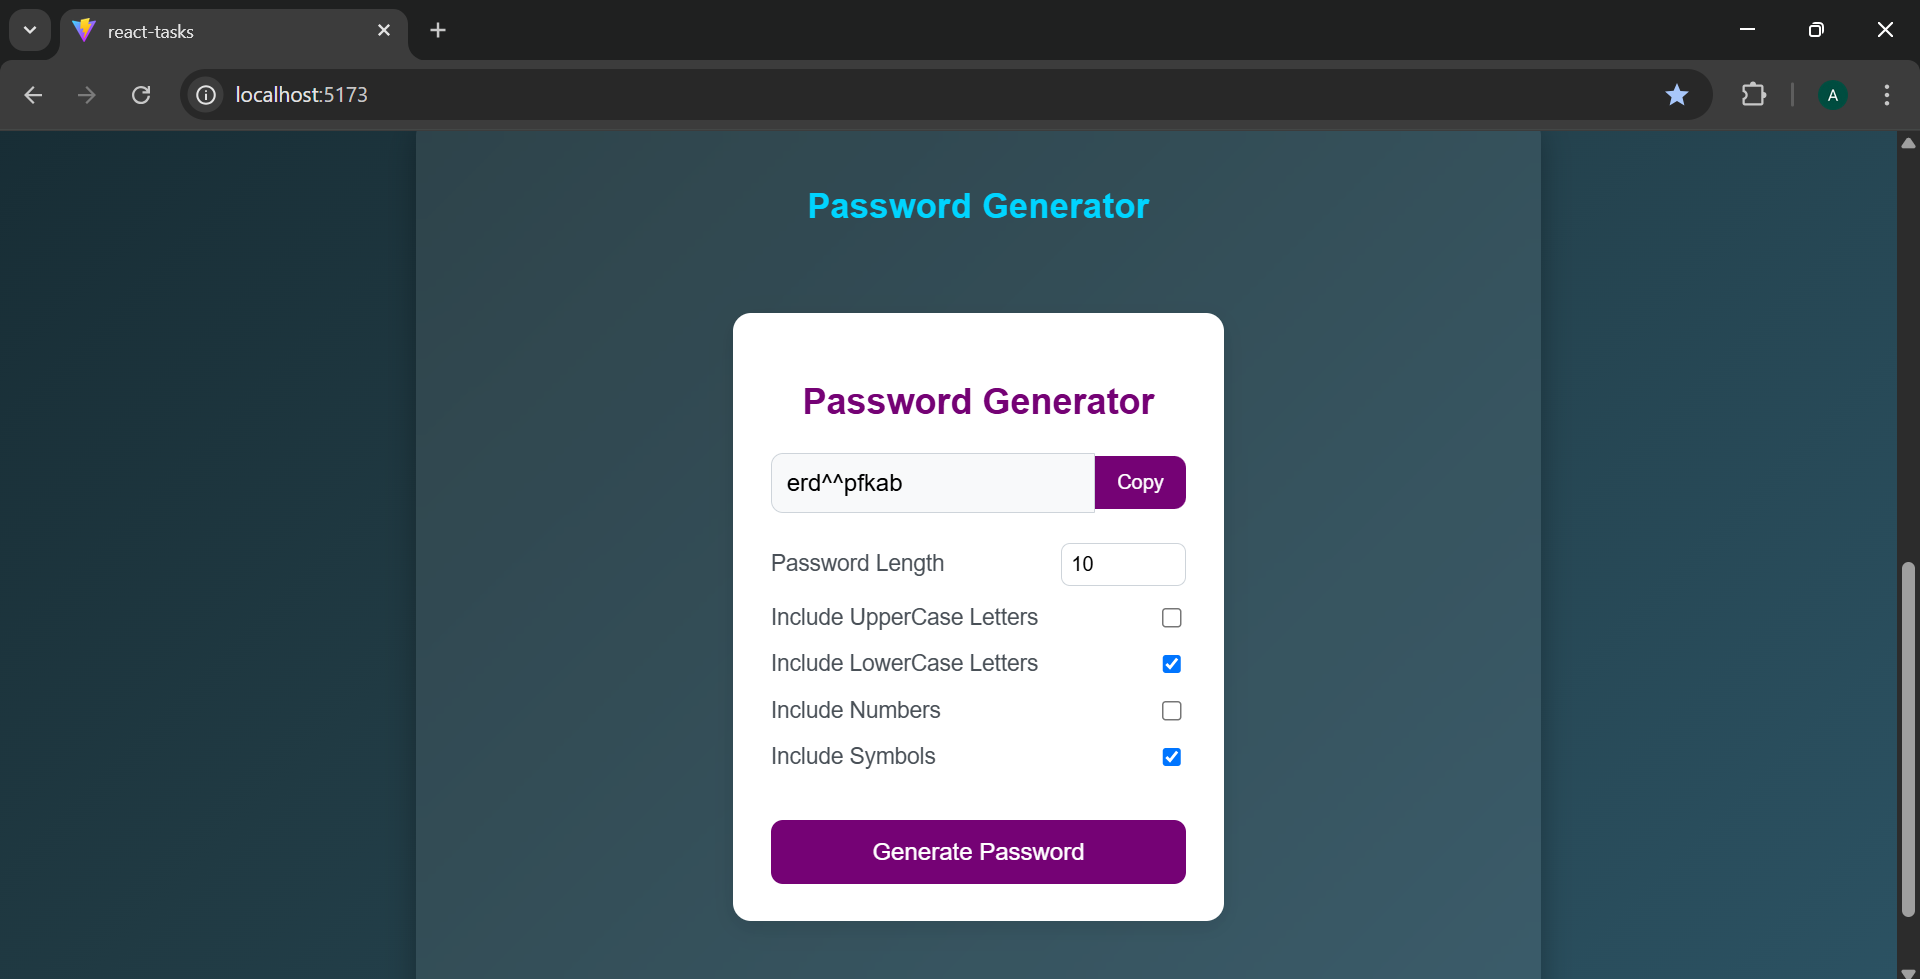 react-tasks
localhost:5173
A
Password Generator
Password Generator
erd^^pfkab
Copy
Password Length
10
Include UpperCase Letters
Include LowerCase Letters
Include Numbers
Include Symbols
Generate Password